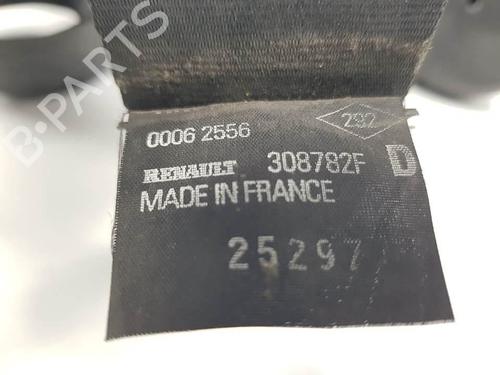 B-PARTS
292
0006 2556
RENAULT 308782F D
MADE IN FRANCE
25297